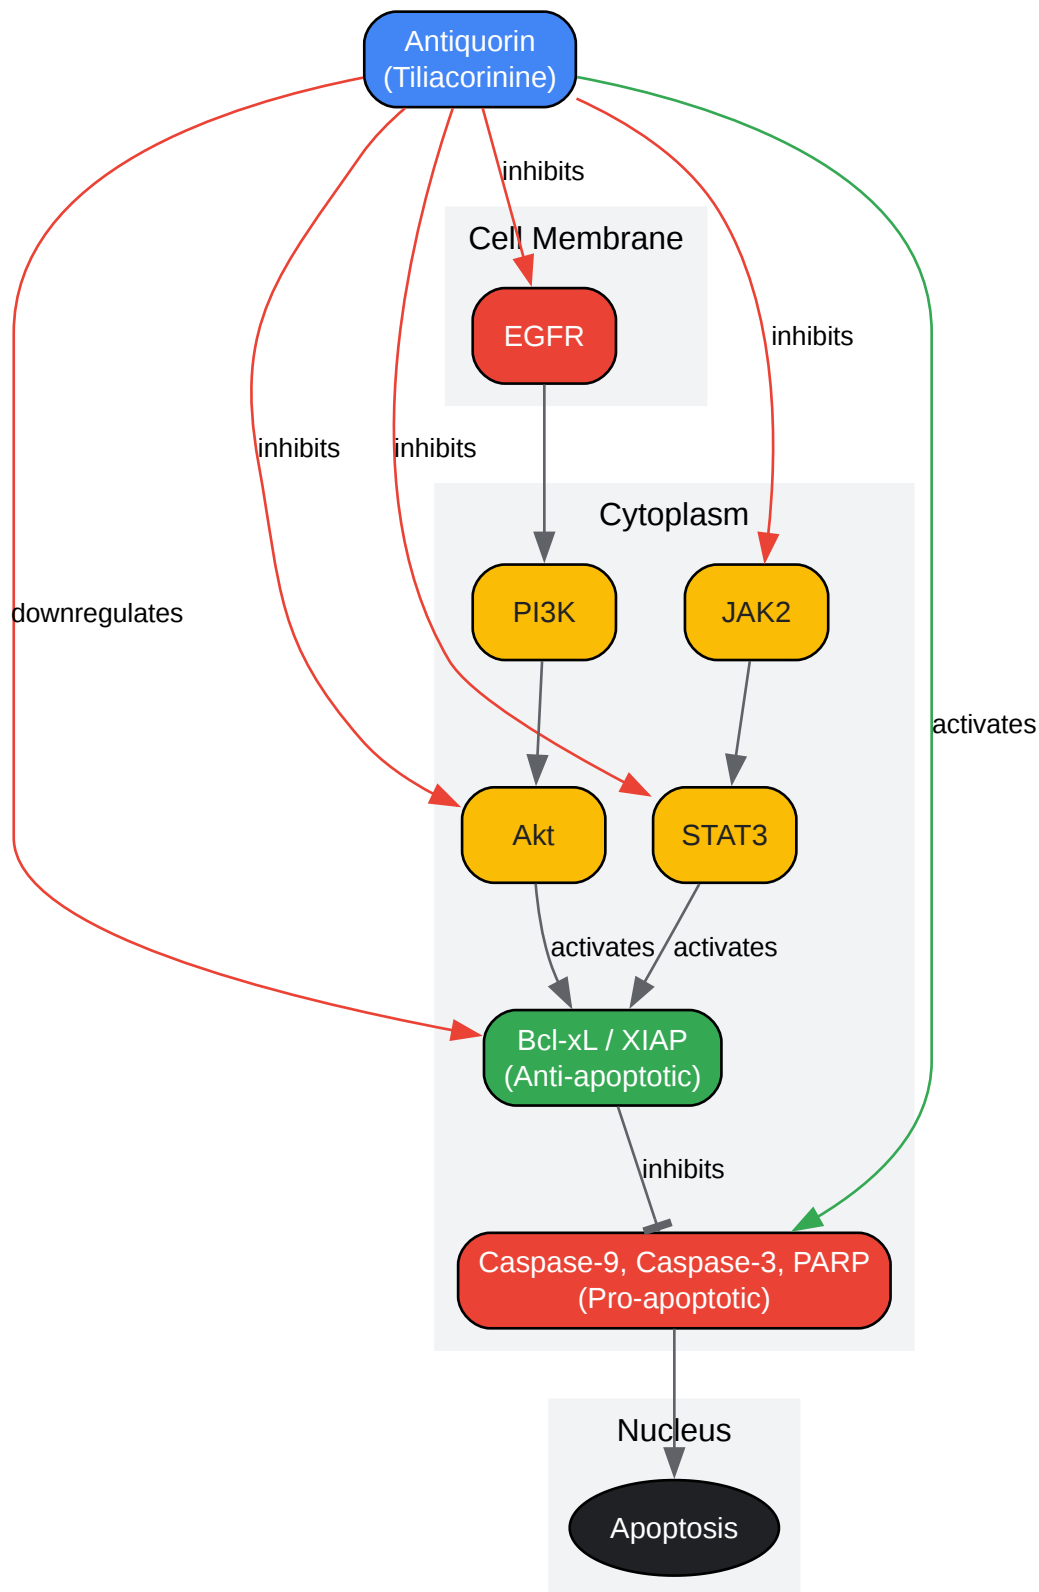 Antiquorin
(Tiliacorinine)
inhibits
Cell Membrane
EGFR
inhibits
inhibits
inhibits
Cytoplasm
PI3K
JAK2
downregulates
activates
Akt
STAT3
activates
activates
Bcl-xL / XIAP
(Anti-apoptotic)
inhibits
Caspase-9, Caspase-3, PARP
(Pro-apoptotic)
Nucleus
Apoptosis